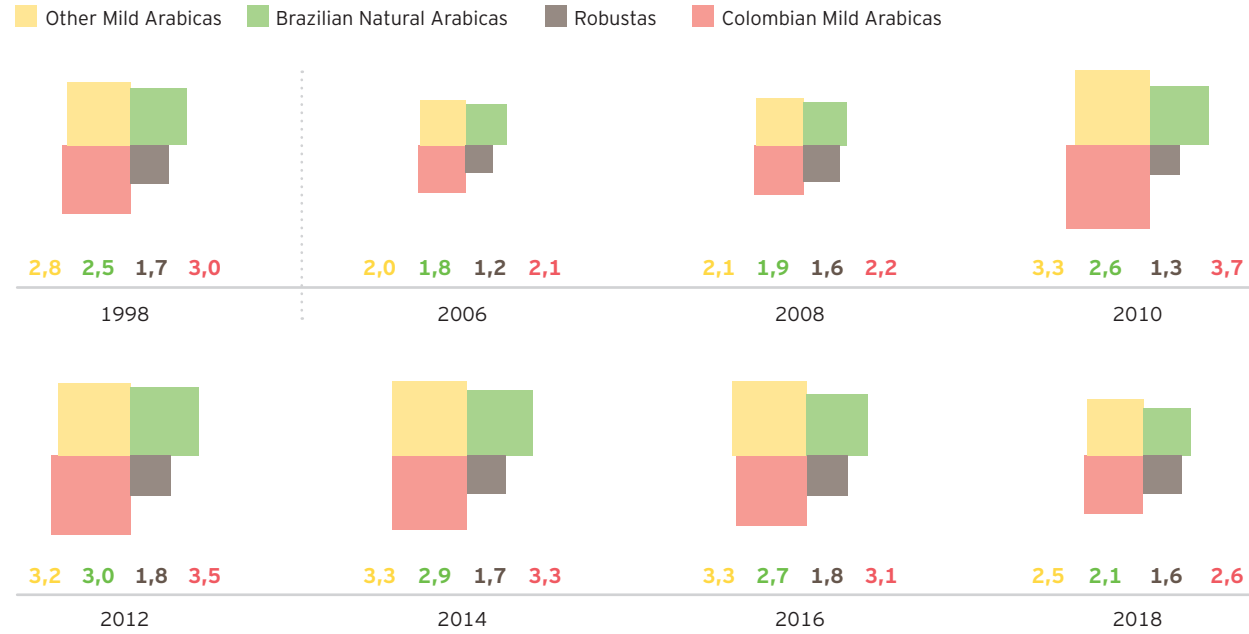 Other Mild Arabicas Brazilian Natural Arabicas Robustas Colombian Mild Arabicas
2,8 2,5 1,7 3,0 2,0 1,8 1,2 2,1 2,1 1,9 1,6 2,2 3,3 2,6 1,3 3,7
1998 2006 2008 2010
3,2 3,0 1,8 3,5 3,3 2,9 1,7 3,3 3,3 2,7 1,8 3,1 2,5 2,1 1,6 2,6
2012 2014 2016 2018